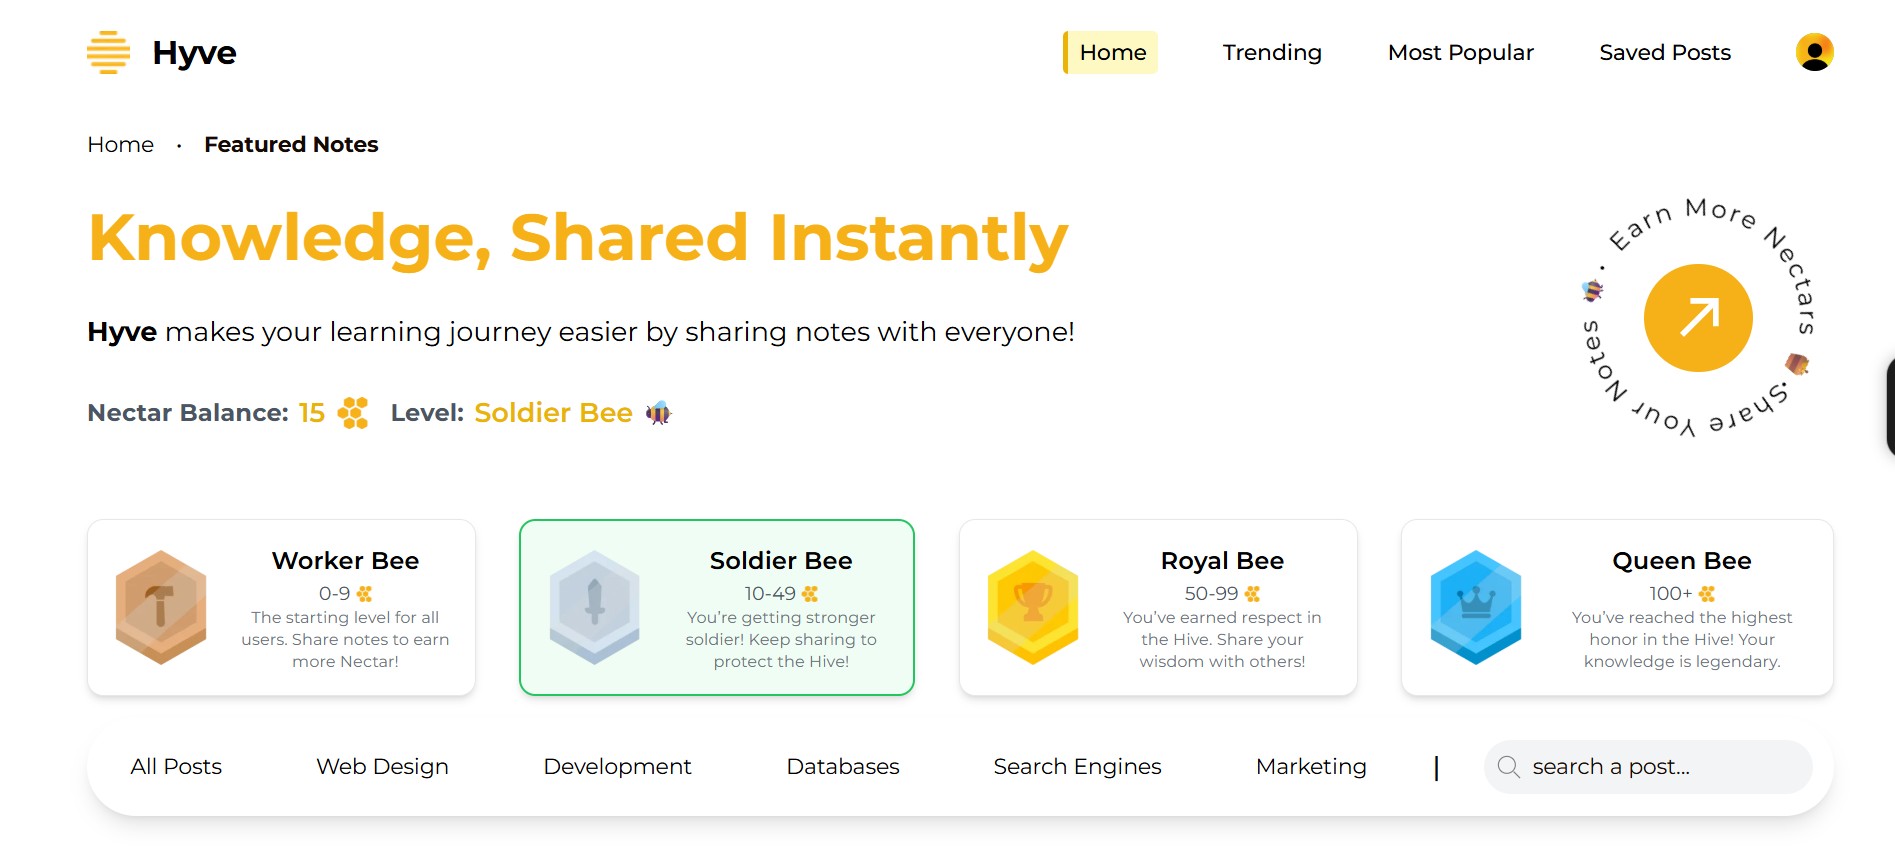 Hyve
Home
Trending
Most Popular
Saved Posts
Home · Featured Notes
Knowledge, Shared Instantly
Hyve makes your learning journey easier by sharing notes with everyone!
Nectar Balance: 15 Level: Soldier Bee
· Earn More Nectars
· Share Your Notes
Worker Bee
0-9
The starting level for all
users. Share notes to earn
more Nectar!
Soldier Bee
10-49
You’re getting stronger
soldier! Keep sharing to
protect the Hive!
Royal Bee
50-99
You’ve earned respect in
the Hive. Share your
wisdom with others!
Queen Bee
100+
You’ve reached the highest
honor in the Hive! Your
knowledge is legendary.
All Posts
Web Design
Development
Databases
Search Engines
Marketing
|
search a post...